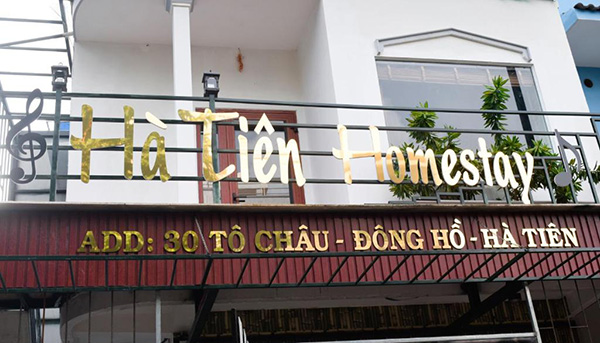 Hà Tiên Homestay
ADD: 30 TÔ CHÂU - ĐÔNG HỒ - HÀ TIÊN